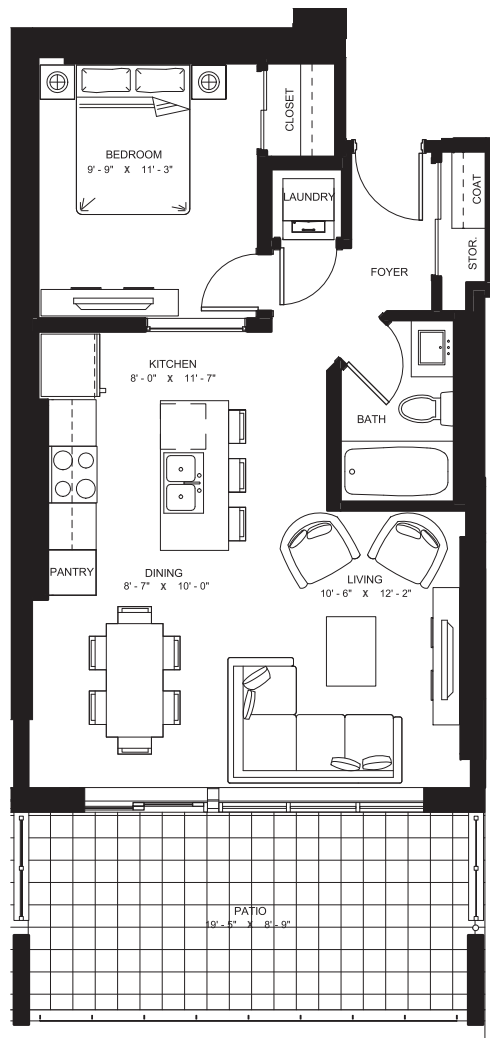 CLOSET
BEDROOM
9' - 9" X 11' - 3"
LAUNDRY
COAT
STOR.
FOYER
KITCHEN
8' - 0" X 11' - 7"
BATH
PANTRY
DINING
8' - 7" X 10' - 0"
LIVING
10' - 6" X 12' - 2"
PATIO
19' - 5" X 8' - 9"